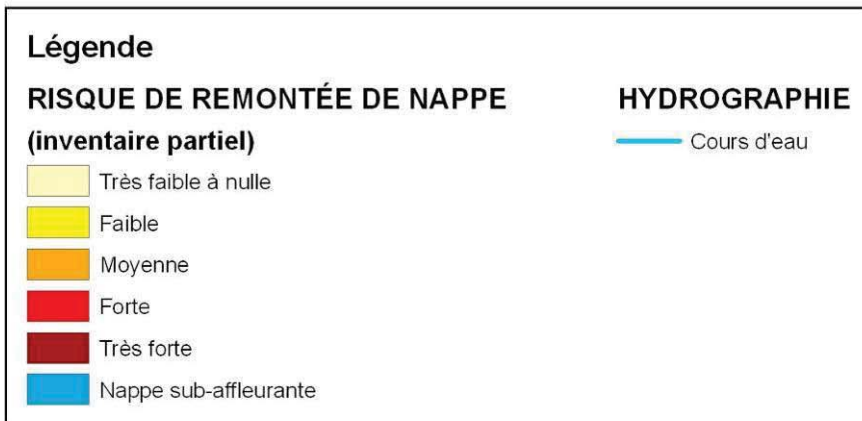 Légende
RISQUE DE REMONTÉE DE NAPPE
(inventaire partiel)
Très faible à nulle
Faible
Moyenne
Forte
Très forte
Nappe sub-affleurante
HYDROGRAPHIE
Cours d'eau